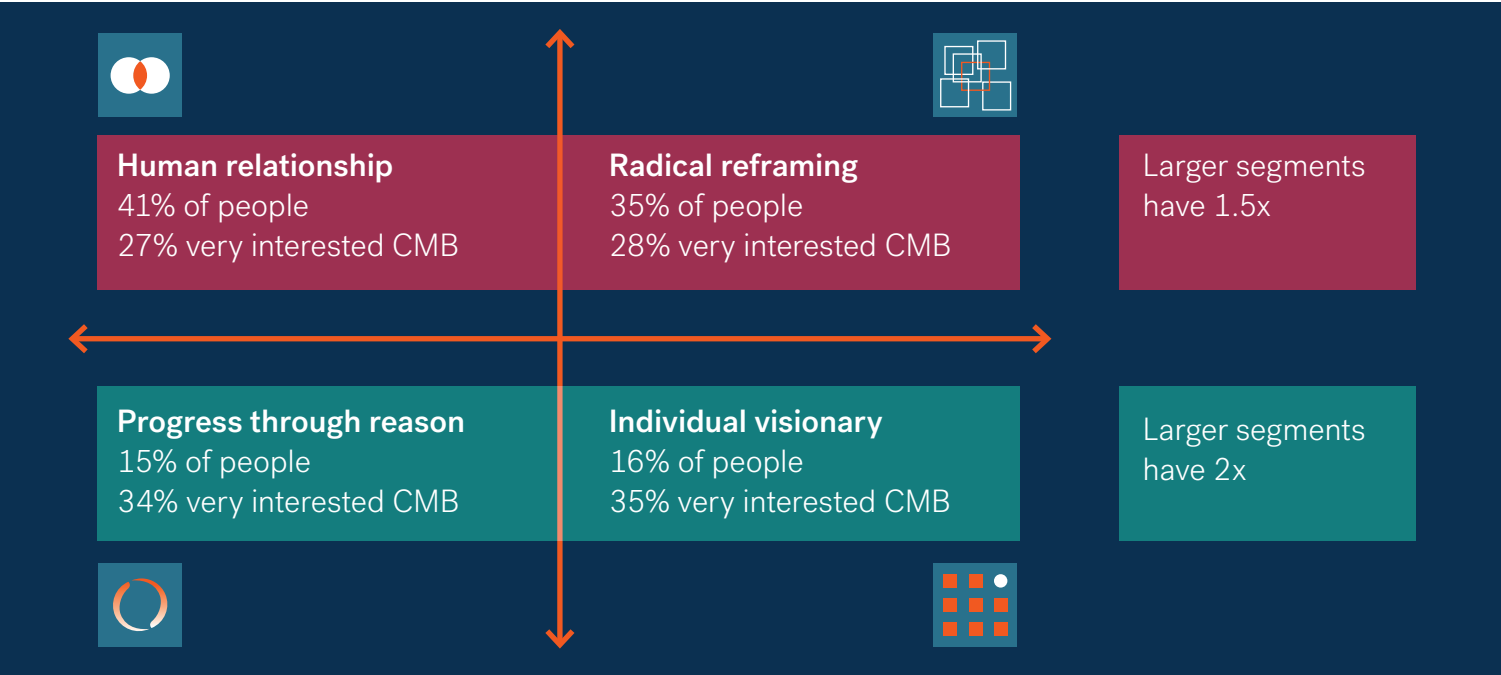 Human relationship
41% of people
27% very interested CMB
Radical reframing
35% of people
28% very interested CMB
Larger segments
have 1.5x
Progress through reason
15% of people
34% very interested CMB
Individual visionary
16% of people
35% very interested CMB
Larger segments
have 2x